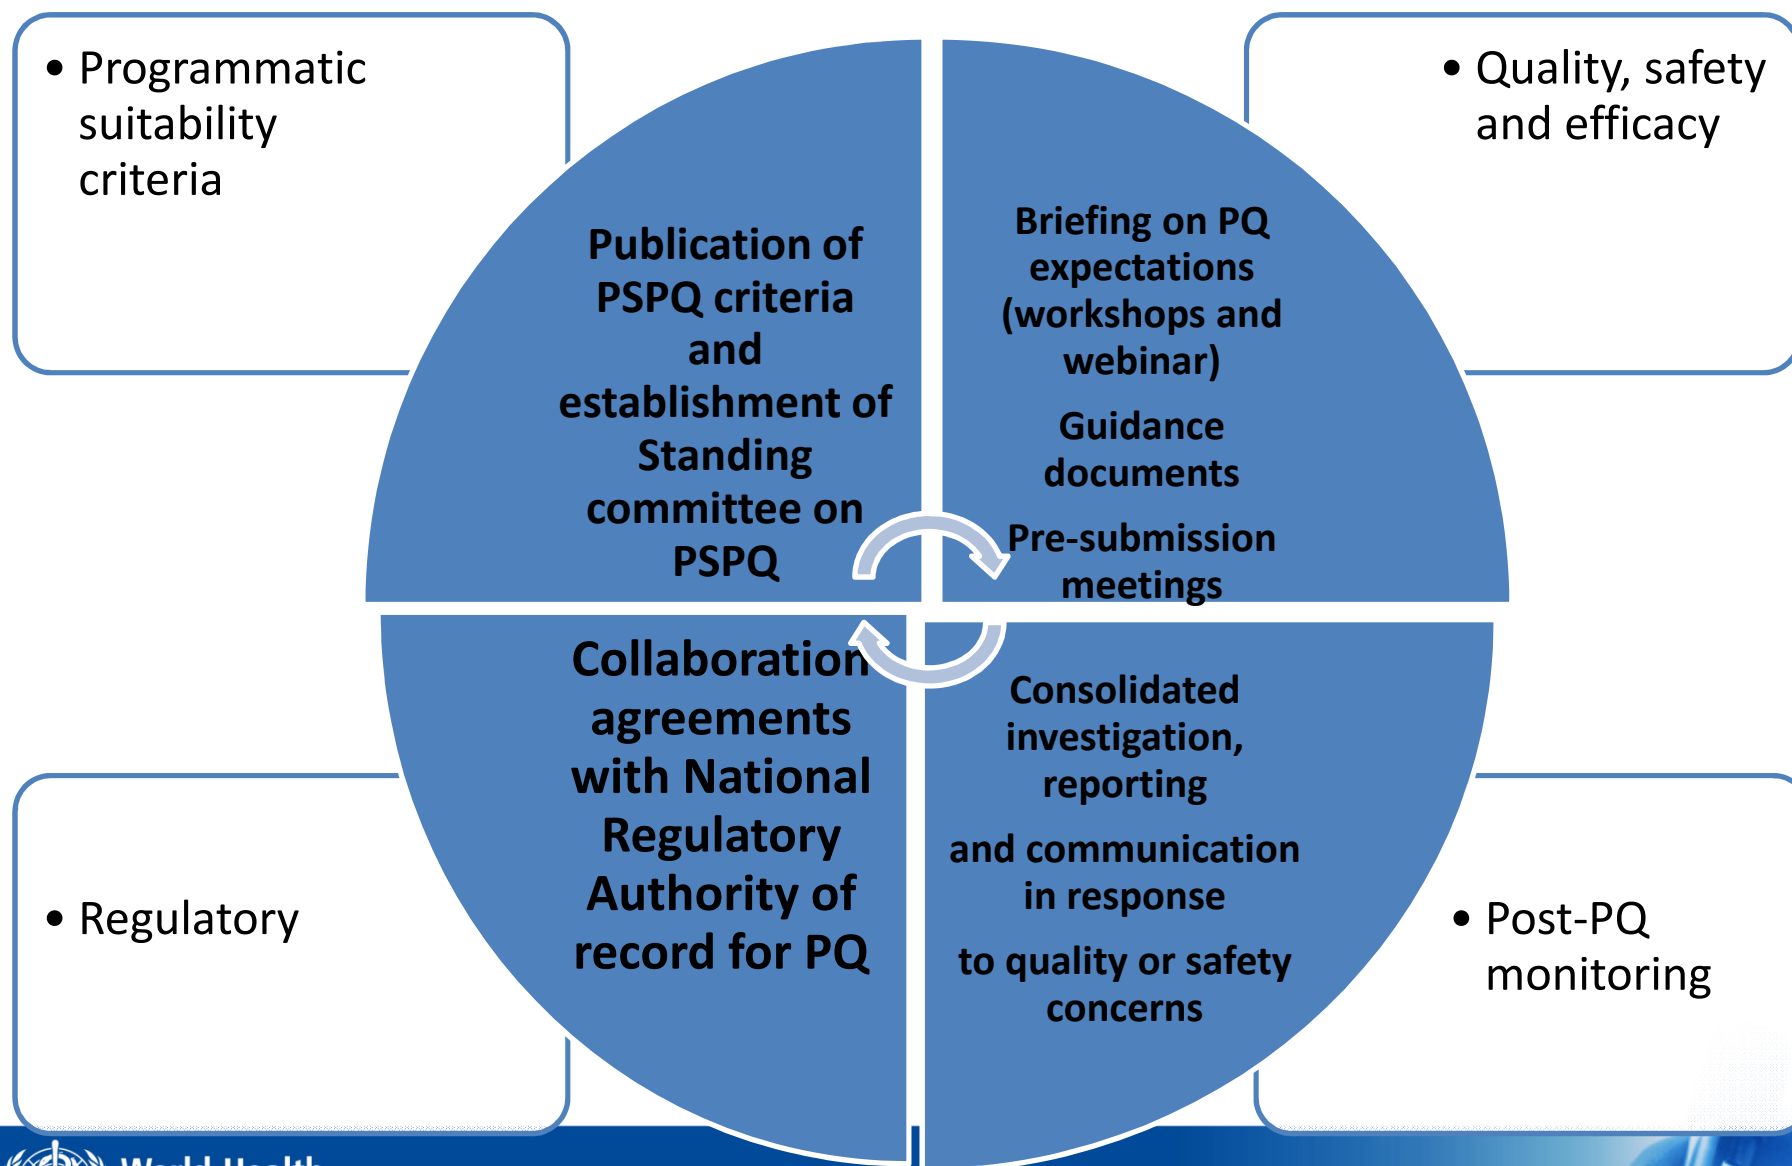 • Programmatic
suitability
criteria
• Quality, safety
and efficacy
Publication of
PSPQ criteria
and
establishment of
Standing
committee on
PSPQ
Briefing on PQ
expectations
(workshops and
webinar)
Guidance
documents
Pre-submission
meetings
Collaboration
agreements
with National
Regulatory
Authority of
record for PQ
Consolidated
investigation,
reporting
and communication
in response
to quality or safety
concerns
• Regulatory
• Post-PQ
monitoring
World Health